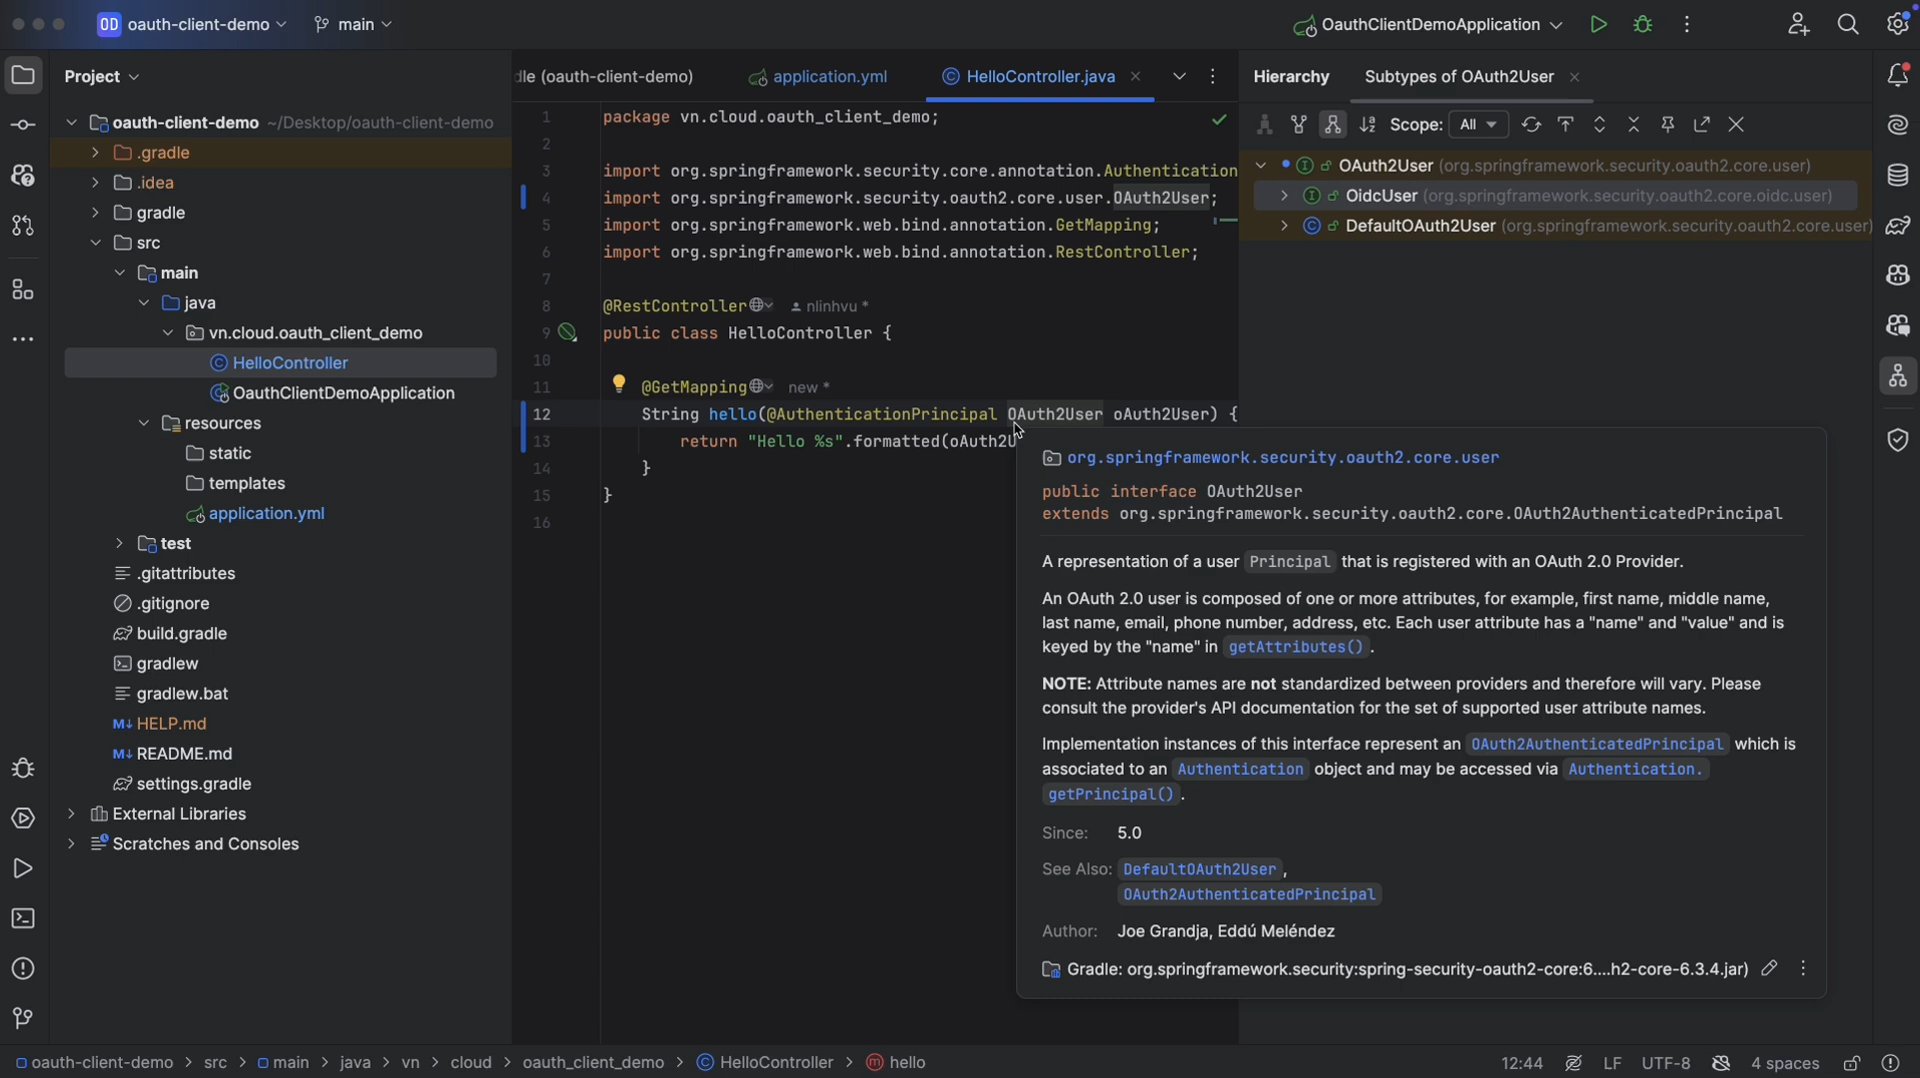 OD oauth-client-demo
main
OauthClientDemoApplication
Project
oauth-client-demo ~/Desktop/oauth-client-demo
.gradle
.idea
gradle
src
main
java
vn.cloud.oauth_client_demo
HelloController
OauthClientDemoApplication
resources
static
templates
application.yml
test
.gitattributes
.gitignore
build.gradle
gradlew
gradlew.bat
M↓ HELP.md
M↓ README.md
settings.gradle
External Libraries
Scratches and Consoles
dle (oauth-client-demo)
application.yml
HelloController.java
1 package vn.cloud.oauth_client_demo;
2
3 import org.springframework.security.core.annotation.Authentication
4 import org.springframework.security.oauth2.core.user.OAuth2User;
5 import org.springframework.web.bind.annotation.GetMapping;
6 import org.springframework.web.bind.annotation.RestController;
7
8 @RestController nlinhvu *
9 public class HelloController {
10
11 @GetMapping new *
12 String hello(@AuthenticationPrincipal OAuth2User oAuth2User) {
13 return "Hello %s".formatted(oAuth2U
14 }
15 }
16
Hierarchy
Subtypes of OAuth2User
Scope: All
OAuth2User (org.springframework.security.oauth2.core.user)
OidcUser (org.springframework.security.oauth2.core.oidc.user)
DefaultOAuth2User (org.springframework.security.oauth2.core.user)
org.springframework.security.oauth2.core.user
public interface OAuth2User
extends org.springframework.security.oauth2.core.OAuth2AuthenticatedPrincipal
A representation of a user Principal that is registered with an OAuth 2.0 Provider.
An OAuth 2.0 user is composed of one or more attributes, for example, first name, middle name,
last name, email, phone number, address, etc. Each user attribute has a "name" and "value" and is
keyed by the "name" in getAttributes().
NOTE: Attribute names are not standardized between providers and therefore will vary. Please
consult the provider's API documentation for the set of supported user attribute names.
Implementation instances of this interface represent an OAuth2AuthenticatedPrincipal which is
associated to an Authentication object and may be accessed via Authentication.
getPrincipal().
Since: 5.0
See Also: DefaultOAuth2User,
OAuth2AuthenticatedPrincipal
Author: Joe Grandja, Eddú Meléndez
Gradle: org.springframework.security:spring-security-oauth2-core:6....h2-core-6.3.4.jar)
oauth-client-demo > src > main > java > vn > cloud > oauth_client_demo > HelloController > hello
12:44 LF UTF-8 4 spaces